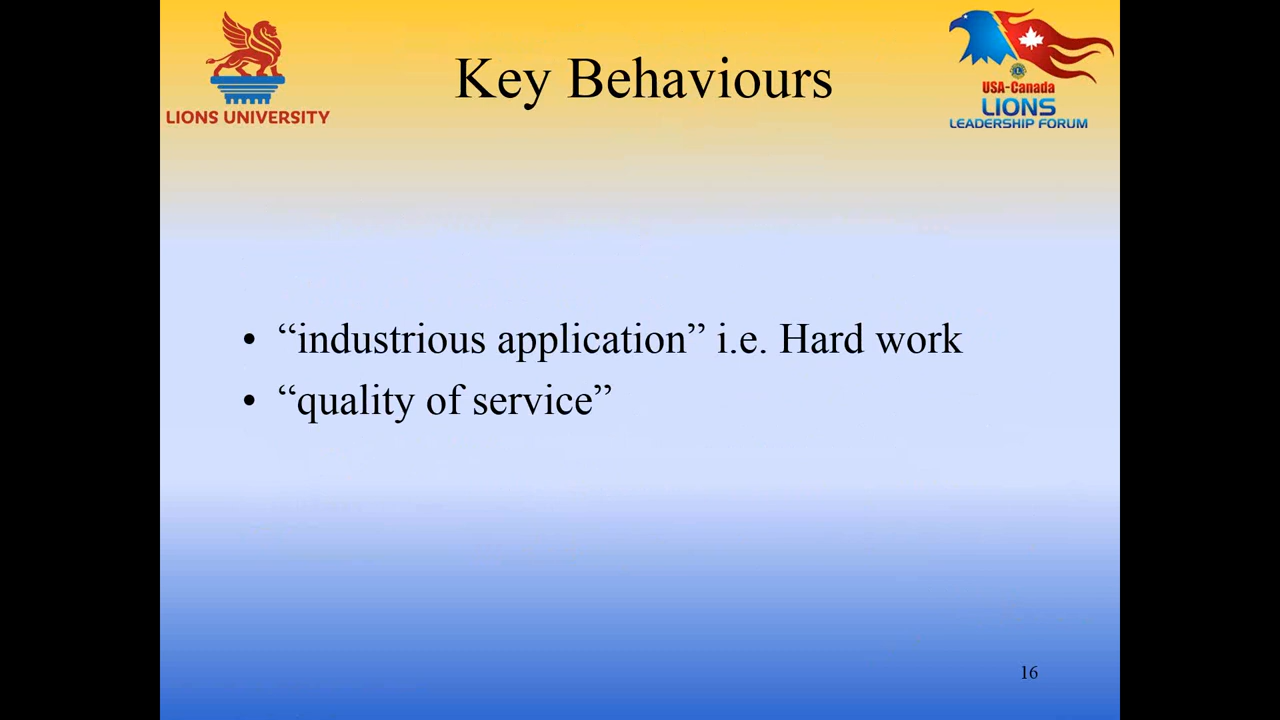 Key Behaviours
LIONS UNIVERSITY
USA-Canada
LIONS
LEADERSHIP FORUM
• “industrious application” i.e. Hard work
• “quality of service”
16